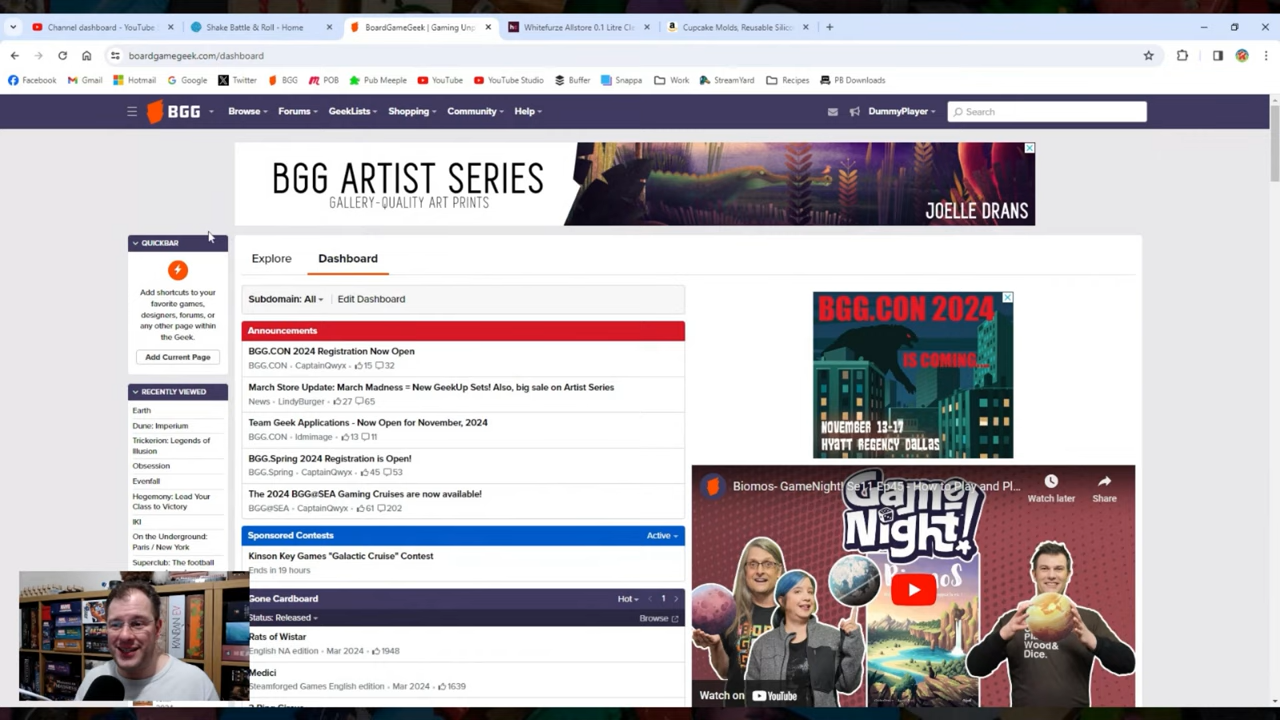 Channel dashboard - YouTube
Shake Battle & Roll - Home
BoardGameGeek | Gaming Unp
Whitefurze Allstore 0.1 Litre Cle
Cupcake Molds, Reusable Silico
boardgamegeek.com/dashboard
Facebook
Gmail
Hotmail
Google
Twitter
BGG
POB
Pub Meeple
YouTube
YouTube Studio
Buffer
Snappa
Work
StreamYard
Recipes
PB Downloads
BGG
Browse
Forums
GeekLists
Shopping
Community
Help
DummyPlayer
Search
BGG ARTIST SERIES
GALLERY-QUALITY ART PRINTS
JOELLE DRANS
QUICKBAR
Add shortcuts to your
favorite games,
designers, forums, or
any other page within
the Geek.
Add Current Page
RECENTLY VIEWED
Earth
Dune: Imperium
Trickerion: Legends of
Illusion
Obsession
Evenfall
Hegemony: Lead Your
Class to Victory
IKI
On the Underground:
Paris / New York
Superclub: The football
Explore
Dashboard
Subdomain: All
Edit Dashboard
Announcements
BGG.CON 2024 Registration Now Open
BGG.CON - CaptainQwyx - 15 32
March Store Update: March Madness = New GeekUp Sets! Also, big sale on Artist Series
News - LindyBurger - 27 65
Team Geek Applications - Now Open for November, 2024
BGG.CON - Idmimage - 13 11
BGG.Spring 2024 Registration is Open!
BGG.Spring - CaptainQwyx - 45 53
The 2024 BGG@SEA Gaming Cruises are now available!
BGG@SEA - CaptainQwyx - 61 202
Sponsored Contests
Active
Kinson Key Games "Galactic Cruise" Contest
Ends in 19 hours
Gone Cardboard
Hot
1
Status: Released
Browse
Rats of Wistar
English NA edition - Mar 2024 - 1948
Medici
Steamforged Games English edition - Mar 2024 - 1639
BGG.CON 2024
IS COMING...
NOVEMBER 13-17
HYATT REGENCY DALLAS
Biomos- GameNight! Se11 Ep45 - How to Play and Pl...
Watch later
Share
Game
Night!
BiomoS
Wood&
Dice.
Watch on
YouTube
KANBAN EV